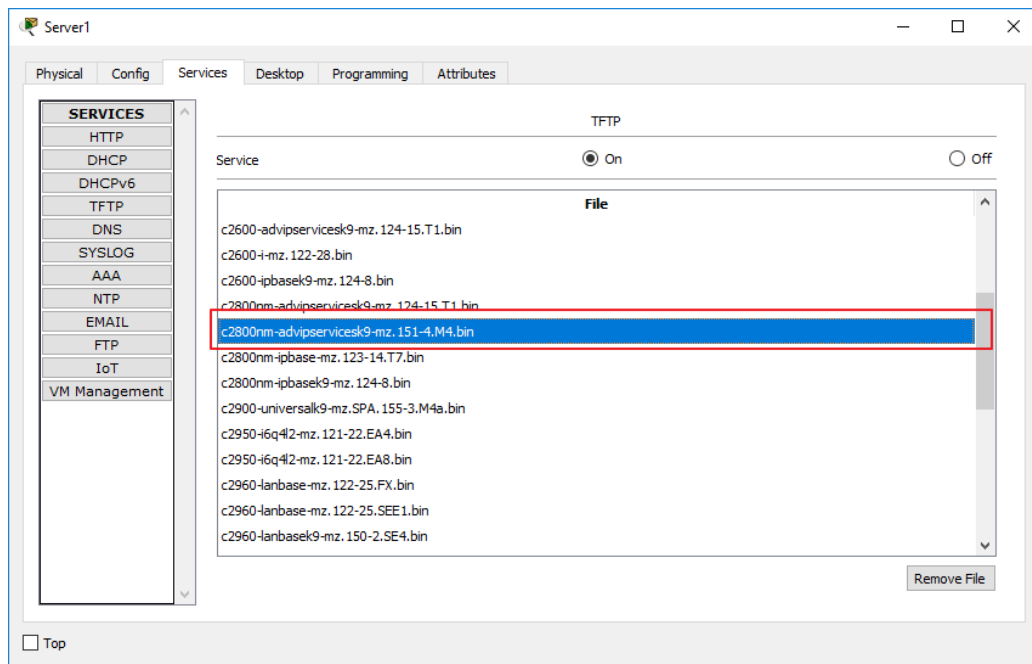 Server1
Physical Config Services Desktop Programming Attributes
SERVICES
HTTP
DHCP
DHCPv6
TFTP
DNS
SYSLOG
AAA
NTP
EMAIL
FTP
IoT
VM Management
TFTP
Service On Off
File
c2600-advipservicesk9-mz.124-15.T1.bin
c2600-i-mz.122-28.bin
c2600-ipbasek9-mz.124-8.bin
c2800nm-advipservicesk9-mz.124-15.T1.bin
c2800nm-advipservicesk9-mz.151-4.M4.bin
c2800nm-ipbase-mz.123-14.T7.bin
c2800nm-ipbasek9-mz.124-8.bin
c2900-universalk9-mz.SPA.155-3.M4a.bin
c2950-i6q4l2-mz.121-22.EA4.bin
c2950-i6q4l2-mz.121-22.EA8.bin
c2960-lanbase-mz.122-25.FX.bin
c2960-lanbase-mz.122-25.SEE1.bin
c2960-lanbasek9-mz.150-2.SE4.bin
Remove File
Top